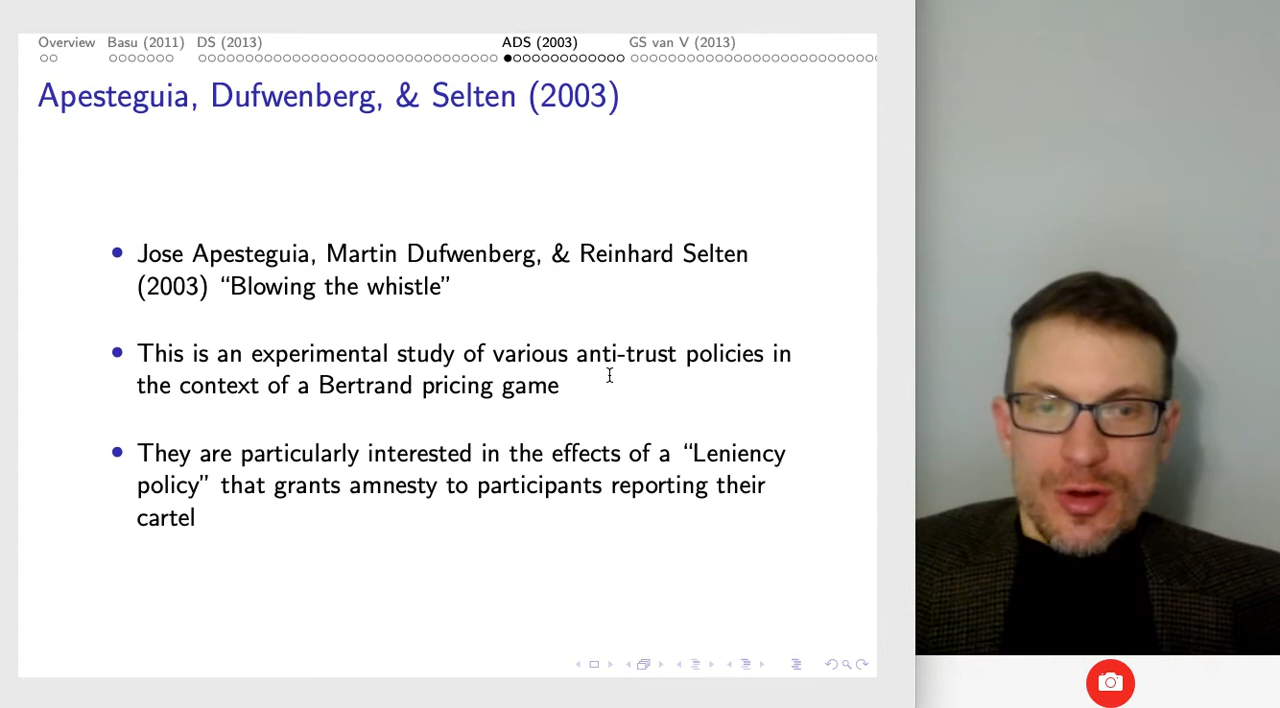 Overview Basu (2011) DS (2013) ADS (2003) GS van V (2013)
Apesteguia, Dufwenberg, & Selten (2003)
Jose Apesteguia, Martin Dufwenberg, & Reinhard Selten
(2003) “Blowing the whistle”
This is an experimental study of various anti-trust policies in
the context of a Bertrand pricing game
They are particularly interested in the effects of a “Leniency
policy” that grants amnesty to participants reporting their
cartel